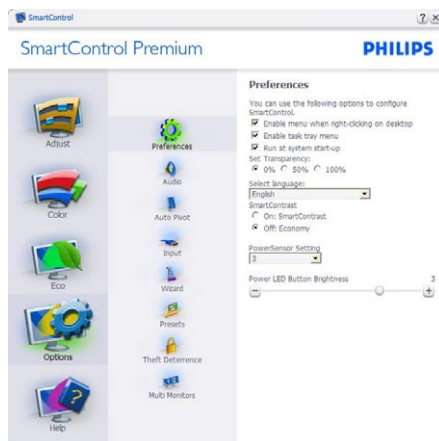 SmartControl
SmartControl Premium
PHILIPS
Adjust
Color
Eco
Options
Help
Preferences
Audio
Auto Pivot
Input
Wizard
Presets
Theft Deterrence
Multi Monitors
Preferences
You can use the following options to configure
SmartControl.
Enable menu when right-clicking on desktop
Enable task tray menu
Run at system start-up
Set Transparency:
0% 50% 100%
Select language:
English
SmartContrast
On: SmartContrast
Off: Economy
PowerSensor Setting
3
Power LED Button Brightness 3